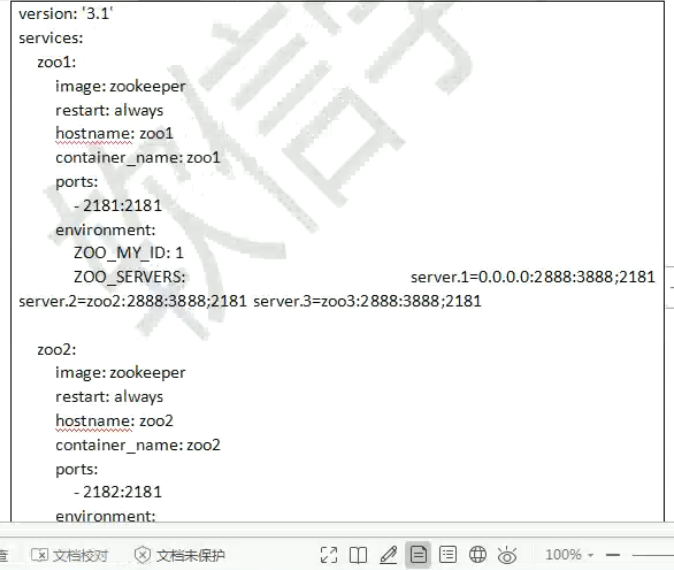 version: '3.1'
services:
zoo1:
image: zookeeper
restart: always
hostname: zoo1
container_name: zoo1
ports:
- 2181:2181
environment:
ZOO_MY_ID: 1
ZOO_SERVERS: server.1=0.0.0.0:2888:3888;2181
server.2=zoo2:2888:3888;2181 server.3=zoo3:2888:3888;2181
zoo2:
image: zookeeper
restart: always
hostname: zoo2
container_name: zoo2
ports:
- 2182:2181
environment:
软信
查 文档校对 文档未保护 100%